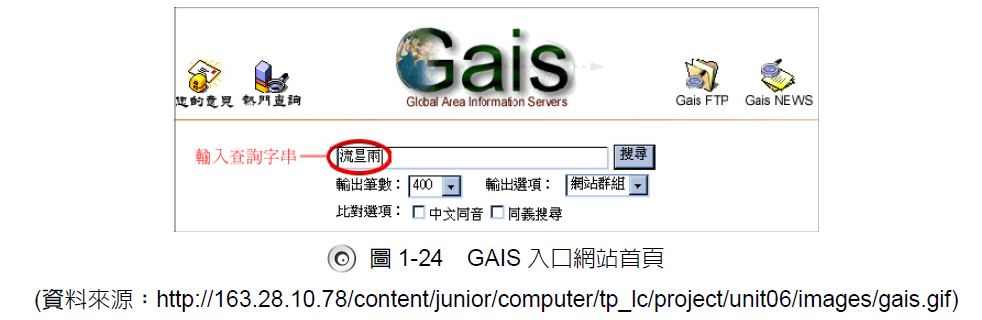 Gais
Global Area Information Servers
您的意見 熱門查詢 Gais FTP Gais NEWS
輸入查詢字串 流星雨 搜尋
輸出筆數： 400 輸出選項： 網站群組
比對選項： 中文同音 同義搜尋
圖 1-24 GAIS 入口網站首頁
(資料來源：http://163.28.10.78/content/junior/computer/tp_lc/project/unit06/images/gais.gif)